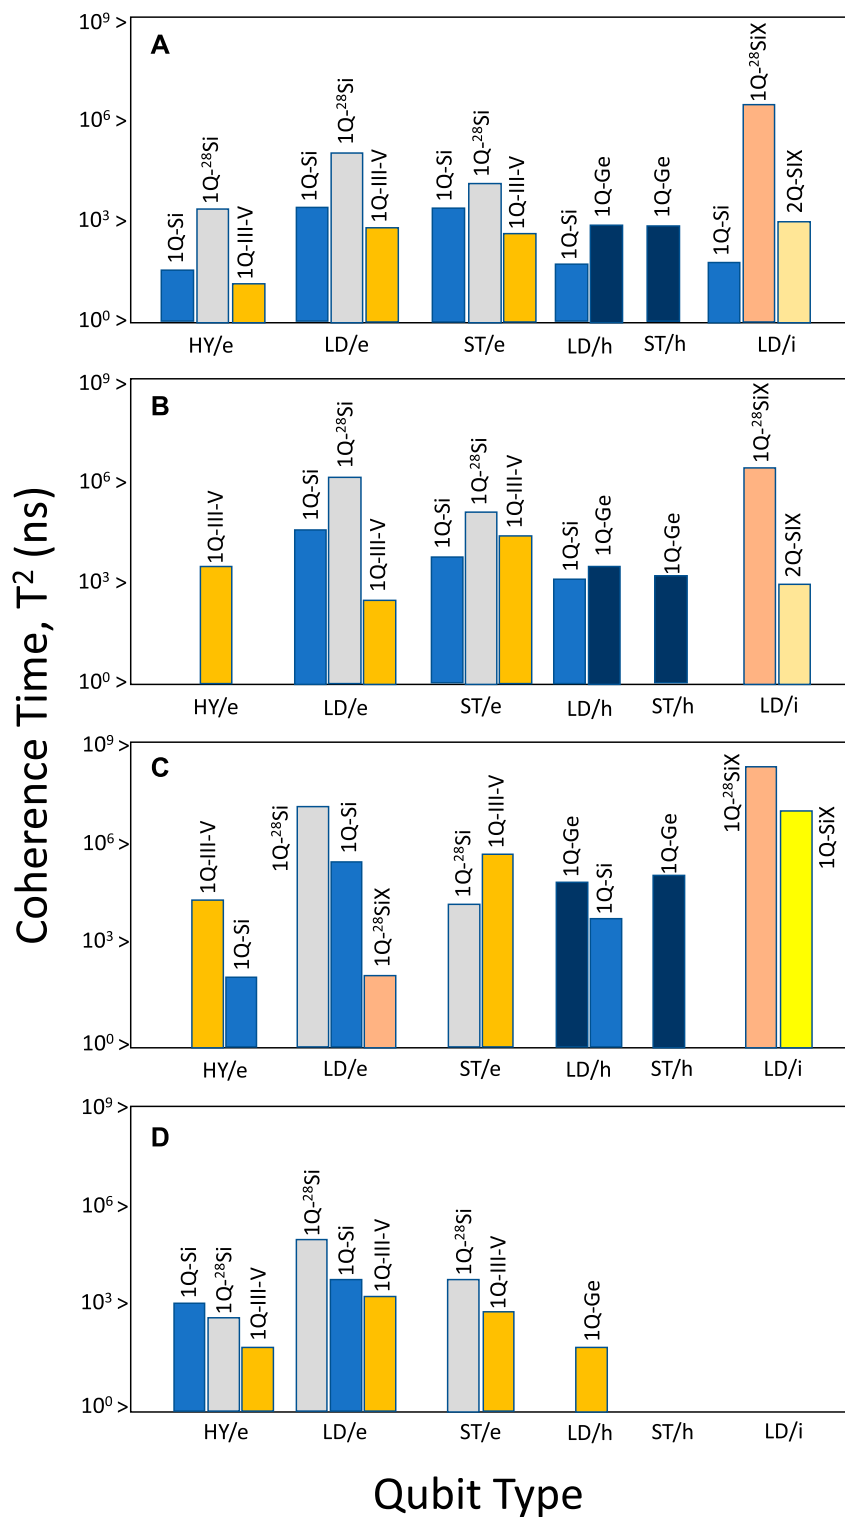 Coherence Time, T² (ns)
A
10⁹ >
10⁶ >
10³ >
10⁰ >
1Q-Si
1Q-²⁸Si
1Q-III-V
1Q-Si
1Q-²⁸Si
1Q-III-V
1Q-Si
1Q-²⁸Si
1Q-III-V
1Q-Si
1Q-Ge
1Q-Ge
1Q-Si
1Q-²⁸SiX
2Q-SIX
HY/e LD/e ST/e LD/h ST/h LD/i
B
10⁹ >
10⁶ >
10³ >
10⁰ >
1Q-III-V
1Q-Si
1Q-²⁸Si
1Q-III-V
1Q-Si
1Q-²⁸Si
1Q-III-V
1Q-Si
1Q-Ge
1Q-Ge
1Q-²⁸SiX
2Q-SIX
HY/e LD/e ST/e LD/h ST/h LD/i
C
10⁹ >
10⁶ >
10³ >
10⁰ >
1Q-III-V
1Q-Si
1Q-²⁸Si
1Q-Si
1Q-²⁸SiX
1Q-²⁸Si
1Q-III-V
1Q-Ge
1Q-Si
1Q-Ge
1Q-²⁸SiX
1Q-SiX
HY/e LD/e ST/e LD/h ST/h LD/i
D
10⁹ >
10⁶ >
10³ >
10⁰ >
1Q-Si
1Q-²⁸Si
1Q-III-V
1Q-²⁸Si
1Q-Si
1Q-III-V
1Q-²⁸Si
1Q-III-V
1Q-Ge
HY/e LD/e ST/e LD/h ST/h LD/i
Qubit Type